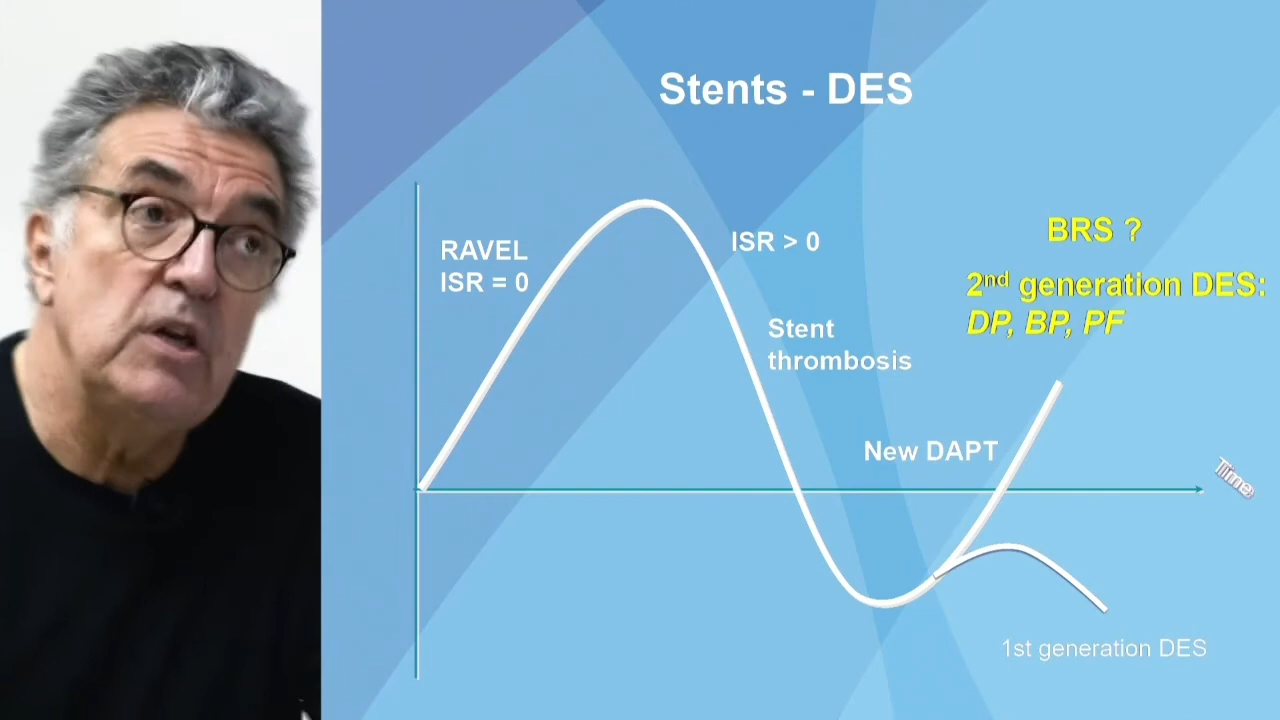 Stents - DES
RAVEL
ISR = 0
ISR > 0
Stent
thrombosis
BRS ?
2nd generation DES:
DP, BP, PF
New DAPT
Time
1st generation DES